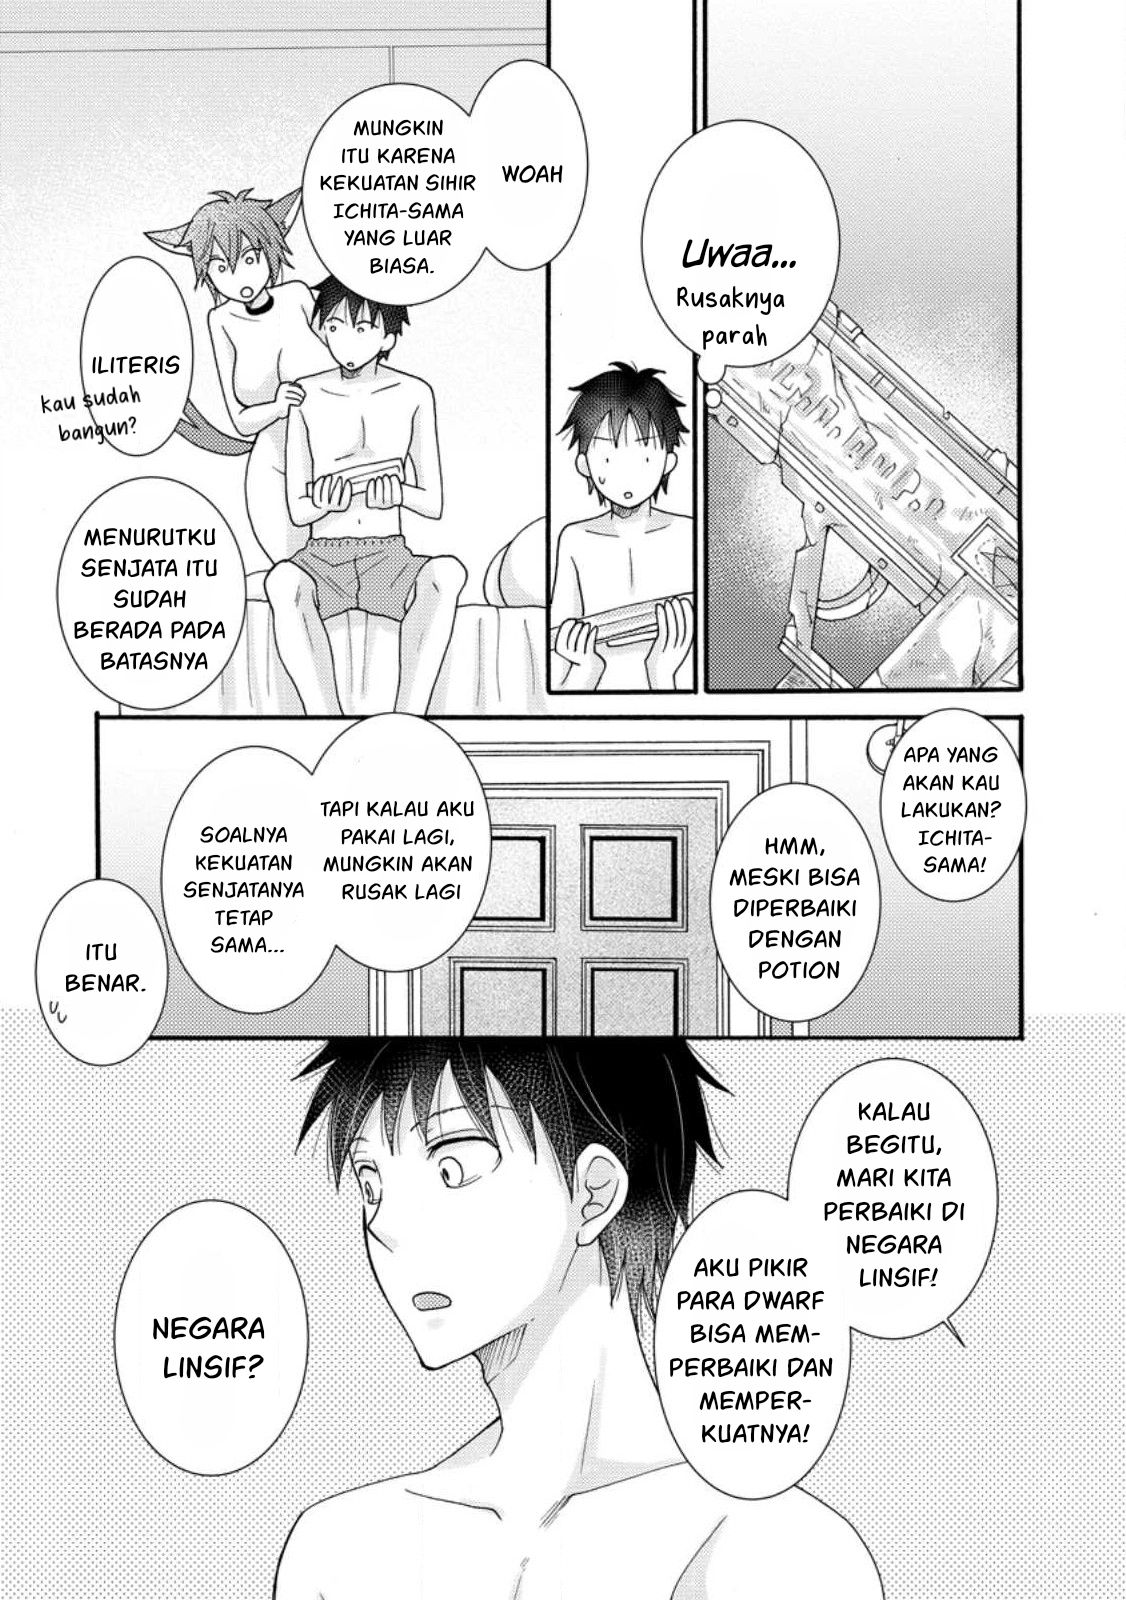 Uwaa...
Rusaknya
parah
WOAH
MUNGKIN
ITU KARENA
KEKUATAN SIHIR
ICHITA-SAMA
YANG LUAR
BIASA.
ILITERIS
kau sudah
bangun?
MENURUTKU
SENJATA ITU
SUDAH
BERADA PADA
BATASNYA
APA YANG
AKAN KAU
LAKUKAN?
ICHITA-
SAMA!
HMM,
MESKI BISA
DIPERBAIKI
DENGAN
POTION
TAPI KALAU AKU
PAKAI LAGI,
MUNGKIN AKAN
RUSAK LAGI
SOALNYA
KEKUATAN
SENJATANYA
TETAP
SAMA...
ITU
BENAR.
KALAU
BEGITU,
MARI KITA
PERBAIKI DI
NEGARA
LINSIF!
AKU PIKIR
PARA DWARF
BISA MEM-
PERBAIKI DAN
MEMPER-
KUATNYA!
NEGARA
LINSIF?